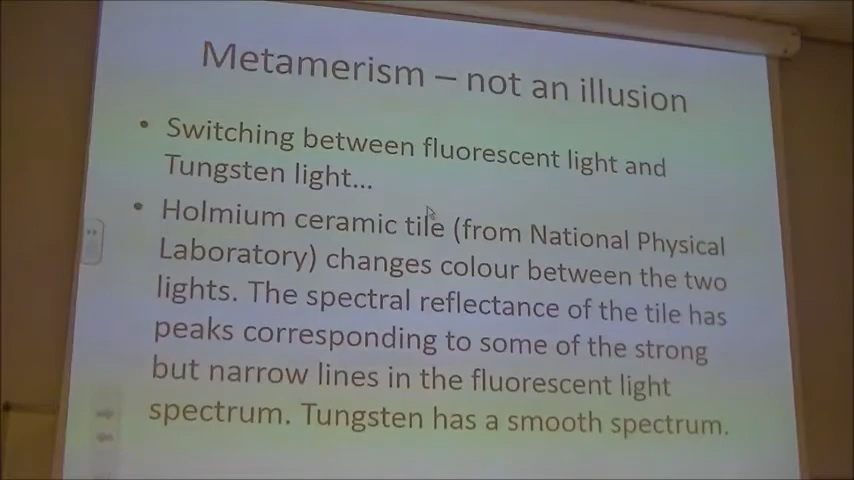 Metamerism – not an illusion
• Switching between fluorescent light and
Tungsten light...
• Holmium ceramic tile (from National Physical
Laboratory) changes colour between the two
lights. The spectral reflectance of the tile has
peaks corresponding to some of the strong
but narrow lines in the fluorescent light
spectrum. Tungsten has a smooth spectrum.